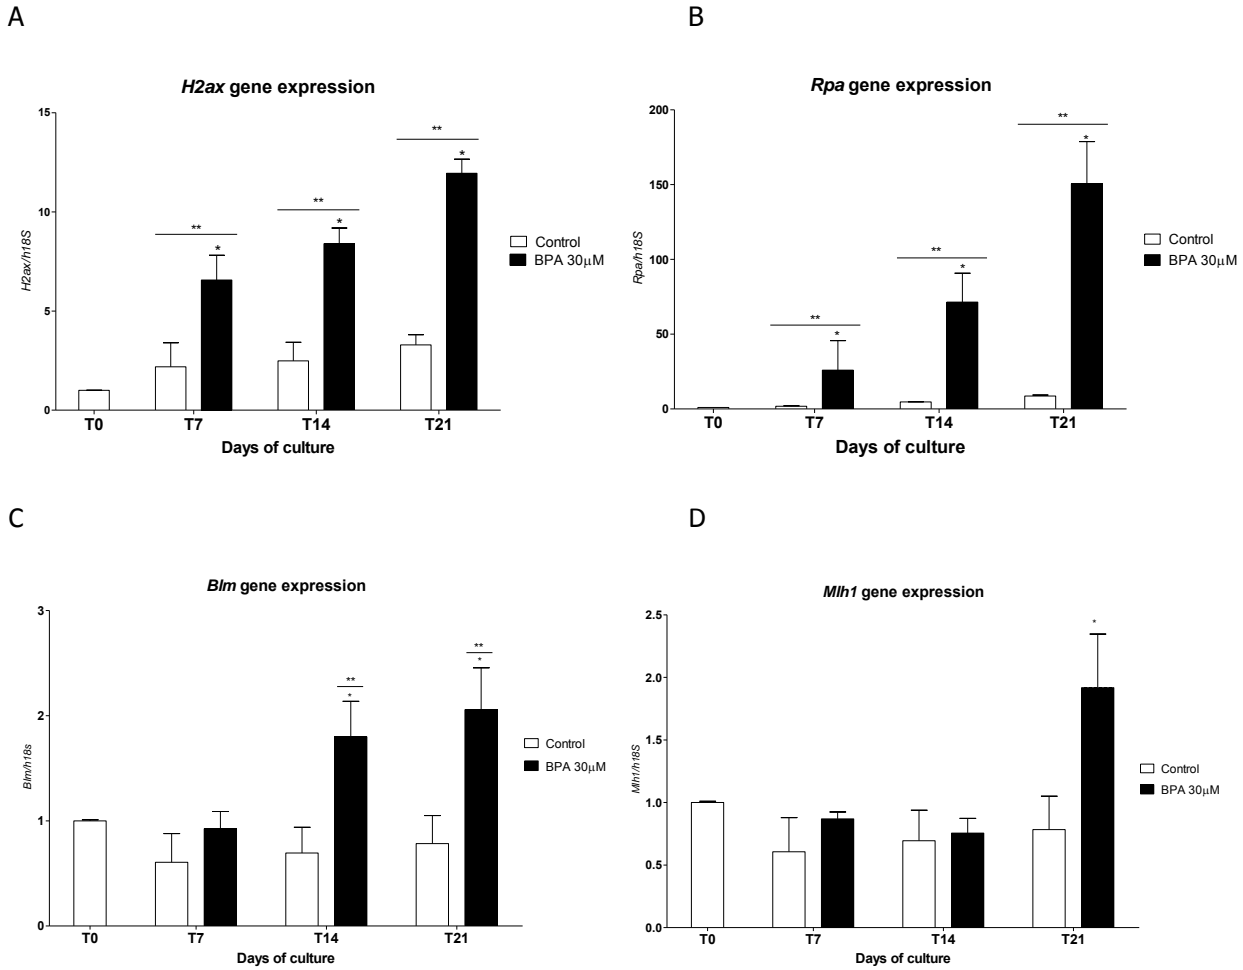 A
B
H2ax gene expression
15
10
5
0
H2ax/h18S
**
*
**
*
**
*
T0
T7
T14
T21
Days of culture
Control
BPA 30µM
Rpa gene expression
200
150
100
50
0
Rpa/h18S
**
*
**
*
**
*
T0
T7
T14
T21
Days of culture
Control
BPA 30µM
C
D
Blm gene expression
3
2
1
0
Blm/h18s
**
*
**
*
T0
T7
T14
T21
Days of culture
Control
BPA 30µM
Mlh1 gene expression
2.5
2.0
1.5
1.0
0.5
0.0
Mlh1/h18S
*
T0
T7
T14
T21
Days of culture
Control
BPA 30µM